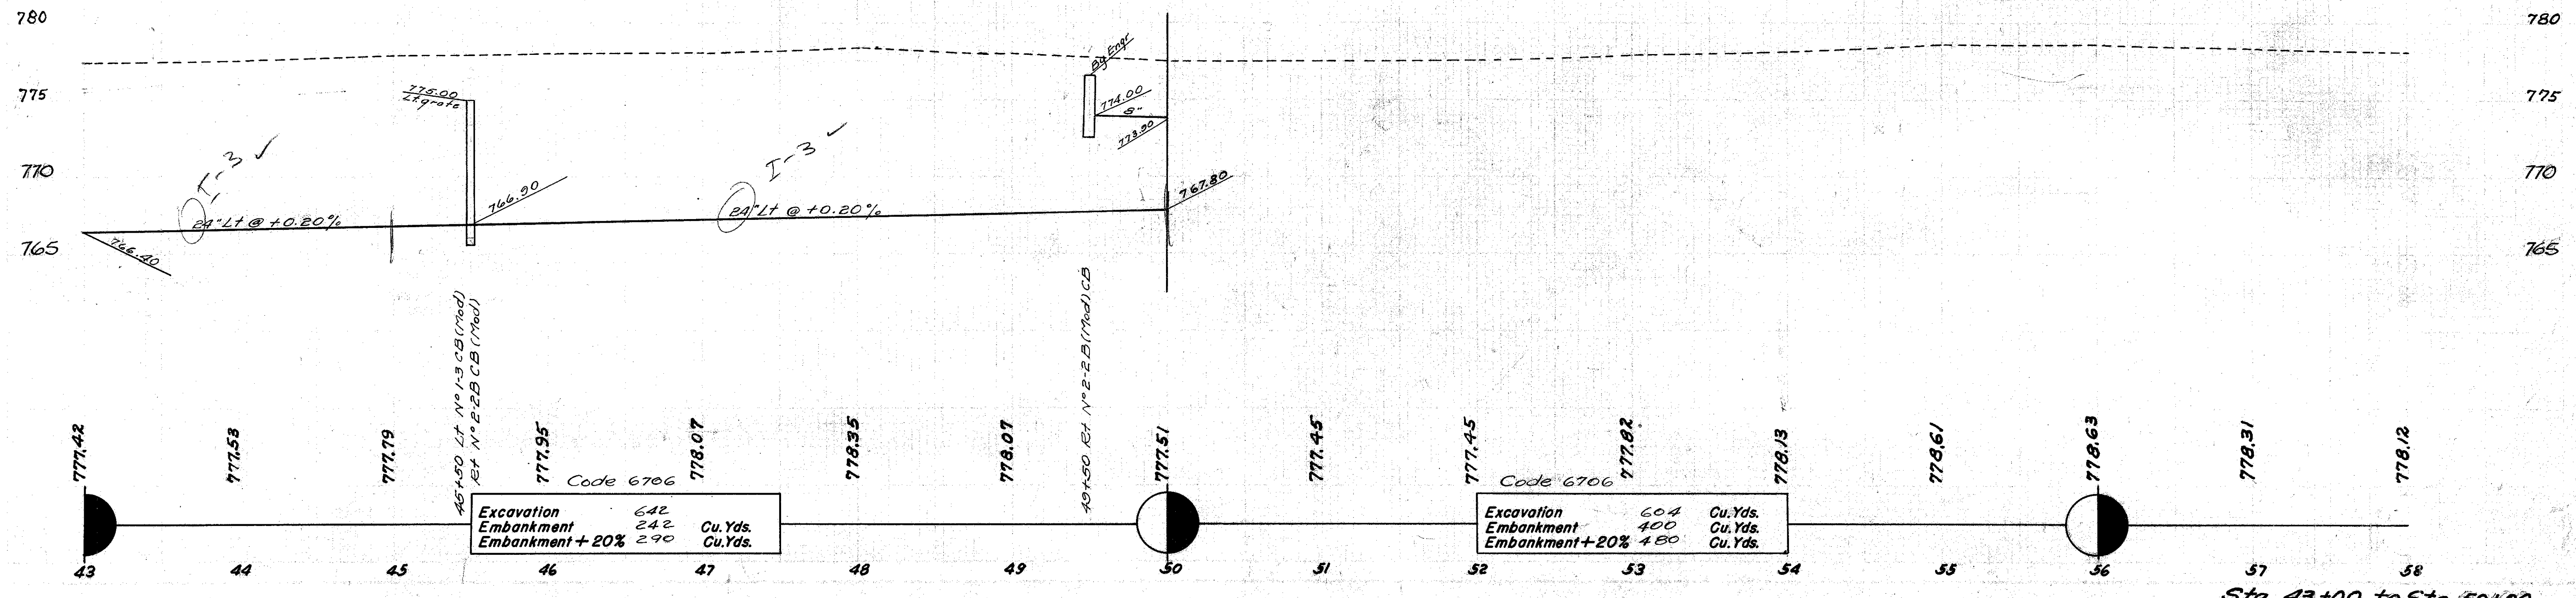 780
780
By Engr
775
775.00
Lt. grate
774.00
8"
773.90
775
I-3 ✓
I-3 ✓
770
766.90
767.80
770
24" Lt @ +0.20%
24" Lt @ +0.20%
765
766.40
765
45+50 Lt Nº 1-3 CB (Mod)
Rt Nº 2-2B CB (Mod)
49+50 Rt Nº 2-2B (Mod) CB
777.42
777.53
777.79
777.95
778.07
778.35
778.07
777.51
777.45
777.45
777.82
778.13
778.61
778.63
778.31
778.12
Code 6706
Excavation 642
Embankment 242 Cu. Yds.
Embankment + 20% 290 Cu. Yds.
Code 6706
Excavation 604 Cu. Yds.
Embankment 400 Cu. Yds.
Embankment + 20% 480 Cu. Yds.
43 44 45 46 47 48 49 50 51 52 53 54 55 56 57 58
Sta. 43+00 to Sta.